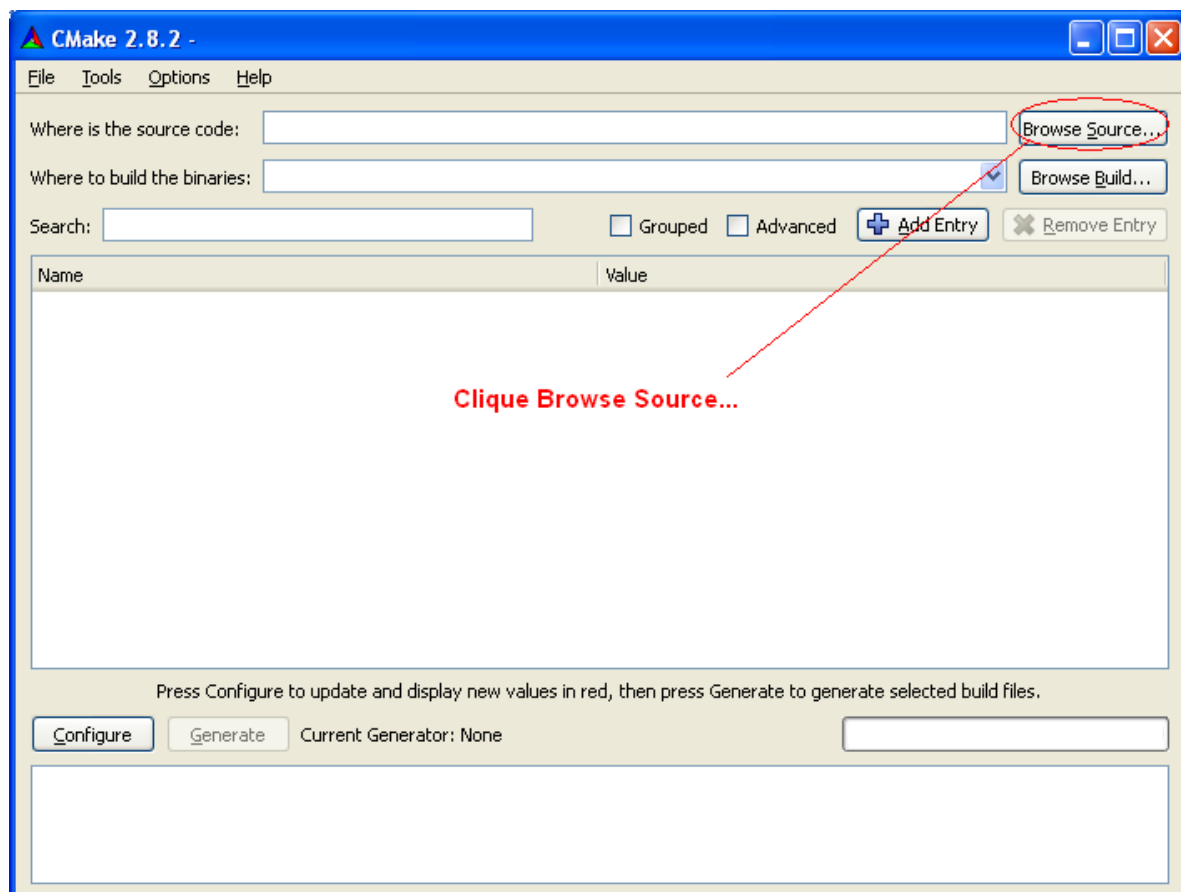 CMake 2.8.2 -
File Tools Options Help
Where is the source code: Browse Source...
Where to build the binaries: Browse Build...
Search: Grouped Advanced Add Entry Remove Entry
Name Value
Clique Browse Source...
Press Configure to update and display new values in red, then press Generate to generate selected build files.
Configure Generate Current Generator: None